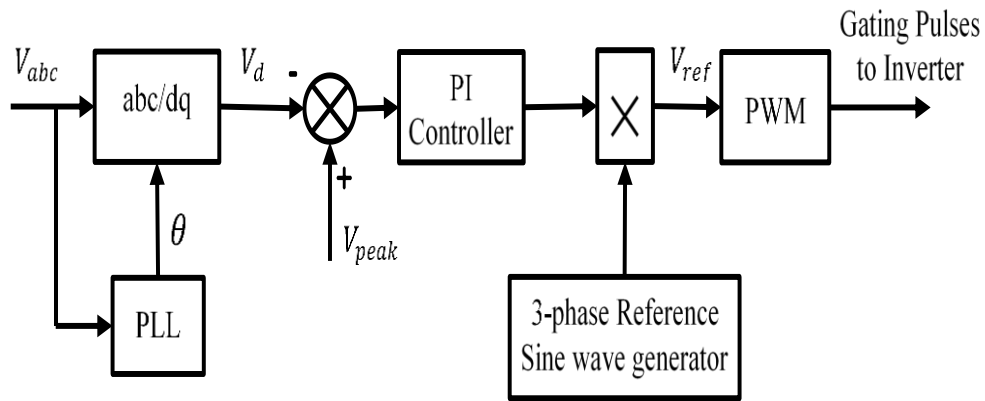 Gating Pulses
to Inverter
V_abc
abc/dq
V_d
-
PI
Controller
×
V_ref
PWM
+
V_peak
θ
PLL
3-phase Reference
Sine wave generator